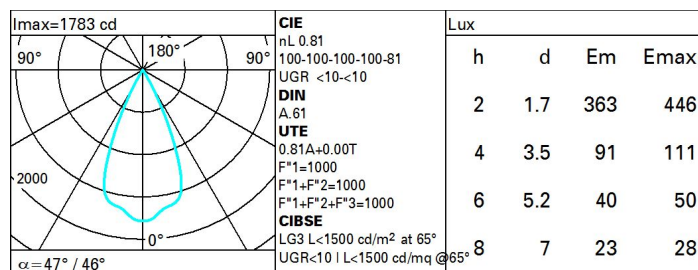 Imax=1783 cd
90°
180°
90°
2000
0°
α=47° / 46°
CIE
nL 0.81
100-100-100-100-81
UGR <10-<10
DIN
A.61
UTE
0.81A+0.00T
F"1=1000
F"1+F"2=1000
F"1+F"2+F"3=1000
CIBSE
LG3 L<1500 cd/m² at 65°
UGR<10 | L<1500 cd/mq @65°
Lux
h d Em Emax
2 1.7 363 446
4 3.5 91 111
6 5.2 40 50
8 7 23 28